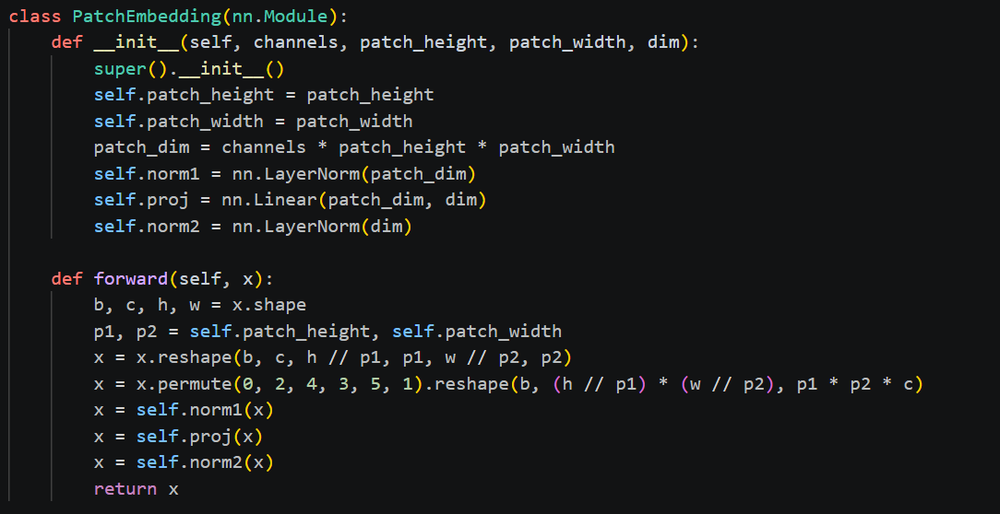 class PatchEmbedding(nn.Module):
    def __init__(self, channels, patch_height, patch_width, dim):
        super().__init__()
        self.patch_height = patch_height
        self.patch_width = patch_width
        patch_dim = channels * patch_height * patch_width
        self.norm1 = nn.LayerNorm(patch_dim)
        self.proj = nn.Linear(patch_dim, dim)
        self.norm2 = nn.LayerNorm(dim)

    def forward(self, x):
        b, c, h, w = x.shape
        p1, p2 = self.patch_height, self.patch_width
        x = x.reshape(b, c, h // p1, p1, w // p2, p2)
        x = x.permute(0, 2, 4, 3, 5, 1).reshape(b, (h // p1) * (w // p2), p1 * p2 * c)
        x = self.norm1(x)
        x = self.proj(x)
        x = self.norm2(x)
        return x